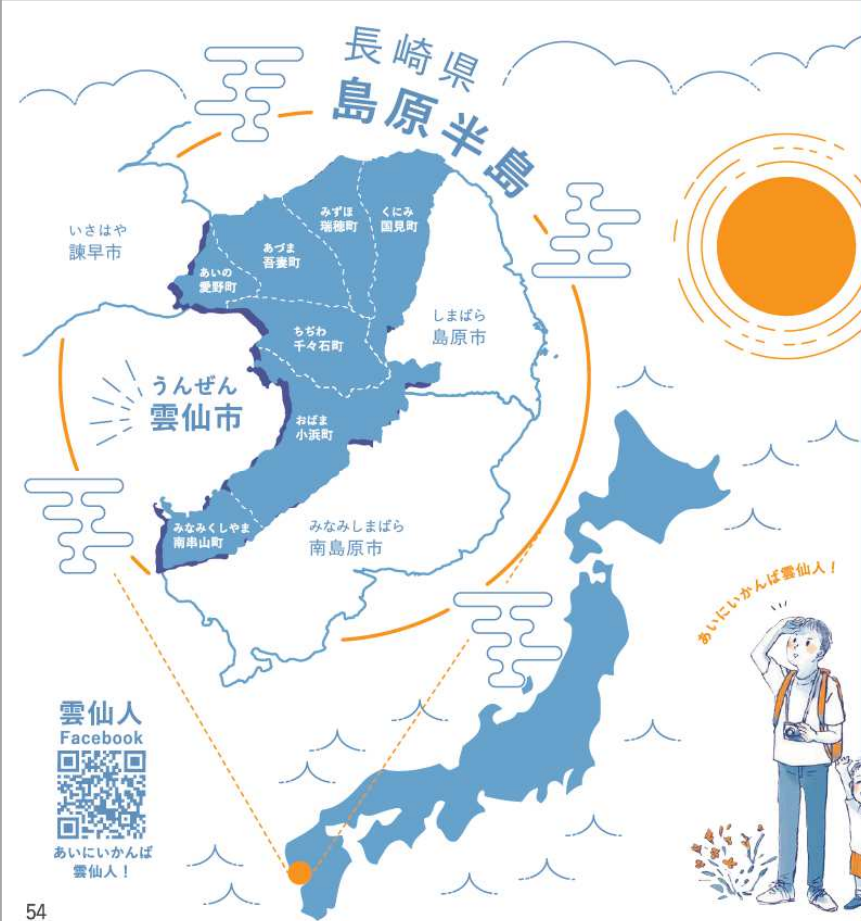 長崎県
島原半島
いさはや
諫早市
あいの
愛野町
あづま
吾妻町
みずほ
瑞穂町
くにみ
国見町
しまばら
島原市
ちぢわ
千々石町
うんぜん
雲仙市
おばま
小浜町
みなみくしやま
南串山町
みなみしまばら
南島原市
あいにいかんば雲仙人!
雲仙人
Facebook
あいにいかんば
雲仙人!
54